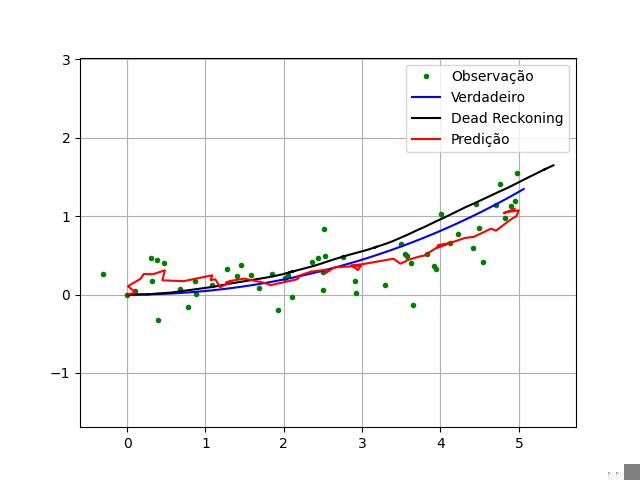 3
2
1
0
−1
0
1
2
3
4
5
Observação
Verdadeiro
Dead Reckoning
Predição